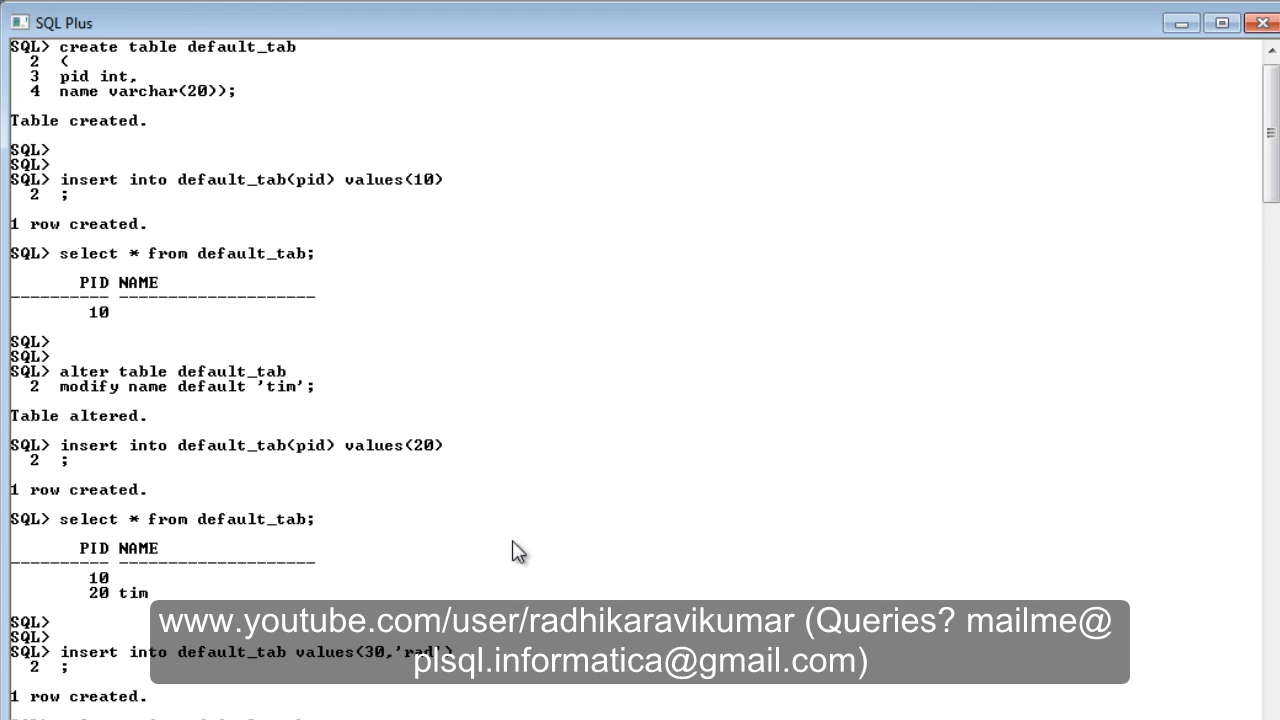 SQL Plus
SQL> create table default_tab
2 (
3 pid int,
4 name varchar(20));
Table created.
SQL>
SQL>
SQL> insert into default_tab(pid) values(10)
2 ;
1 row created.
SQL> select * from default_tab;
PID NAME
---------- --------------------
10
SQL>
SQL>
SQL> alter table default_tab
2 modify name default 'tim';
Table altered.
SQL> insert into default_tab(pid) values(20)
2 ;
1 row created.
SQL> select * from default_tab;
PID NAME
---------- --------------------
10
20 tim
SQL>
SQL>
SQL> insert into default_tab values(30,'rad')
2 ;
www.youtube.com/user/radhikaravikumar (Queries? mailme@
plsql.informatica@gmail.com)
1 row created.